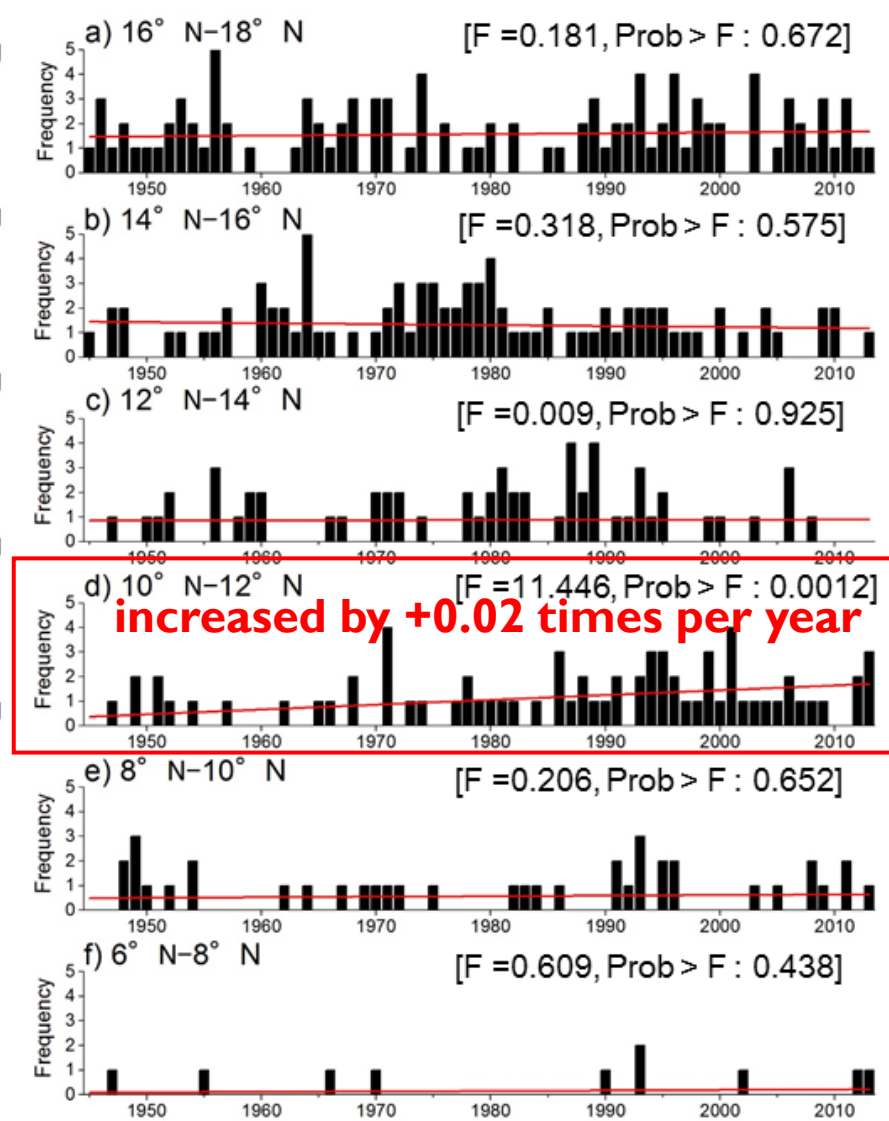 a) 16° N−18° N [F =0.181, Prob > F : 0.672]
Frequency
5
4
3
2
1
0
1950 1960 1970 1980 1990 2000 2010
b) 14° N−16° N [F =0.318, Prob > F : 0.575]
Frequency
5
4
3
2
1
0
1950 1960 1970 1980 1990 2000 2010
c) 12° N−14° N [F =0.009, Prob > F : 0.925]
Frequency
5
4
3
2
1
0
1950 1960 1970 1980 1990 2000 2010
d) 10° N−12° N [F =11.446, Prob > F : 0.0012]
increased by +0.02 times per year
Frequency
5
4
3
2
1
0
1950 1960 1970 1980 1990 2000 2010
e) 8° N−10° N [F =0.206, Prob > F : 0.652]
Frequency
5
4
3
2
1
0
1950 1960 1970 1980 1990 2000 2010
f) 6° N−8° N [F =0.609, Prob > F : 0.438]
Frequency
5
4
3
2
1
0
1950 1960 1970 1980 1990 2000 2010